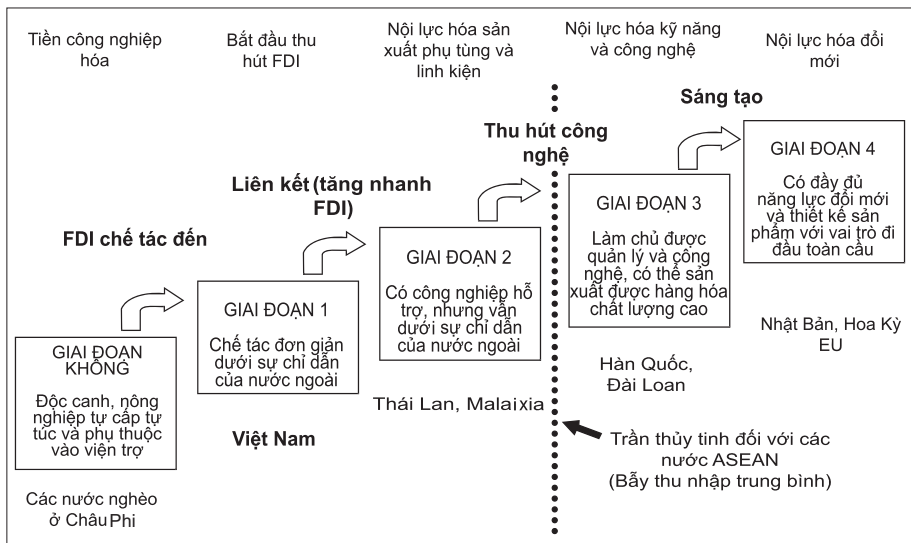 Tiền công nghiệp
hóa
Bắt đầu thu
hút FDI
Nội lực hóa sản
xuất phụ tùng và
linh kiện
Nội lực hóa kỹ năng
và công nghệ
Nội lực hóa đổi
mới
Sáng tạo
Thu hút công
nghệ
Liên kết (tăng nhanh
FDI)
FDI chế tác đến
GIAI ĐOẠN
KHÔNG
Độc canh, nông
nghiệp tự cấp tự
túc và phụ thuộc
vào viện trợ
Các nước nghèo
ở Châu Phi
GIAI ĐOẠN 1
Chế tác đơn giản
dưới sự chỉ dẫn
của nước ngoài
Việt Nam
GIAI ĐOẠN 2
Có công nghiệp hỗ
trợ, nhưng vẫn
dưới sự chỉ dẫn
của nước ngoài
Thái Lan, Malaixia
GIAI ĐOẠN 3
Làm chủ được
quản lý và công
nghệ, có thể sản
xuất được hàng hóa
chất lượng cao
Hàn Quốc,
Đài Loan
GIAI ĐOẠN 4
Có đầy đủ
năng lực đổi mới
và thiết kế sản
phẩm với vai trò đi
đầu toàn cầu
Nhật Bản, Hoa Kỳ
EU
Trần thủy tinh đối với các
nước ASEAN
(Bẫy thu nhập trung bình)